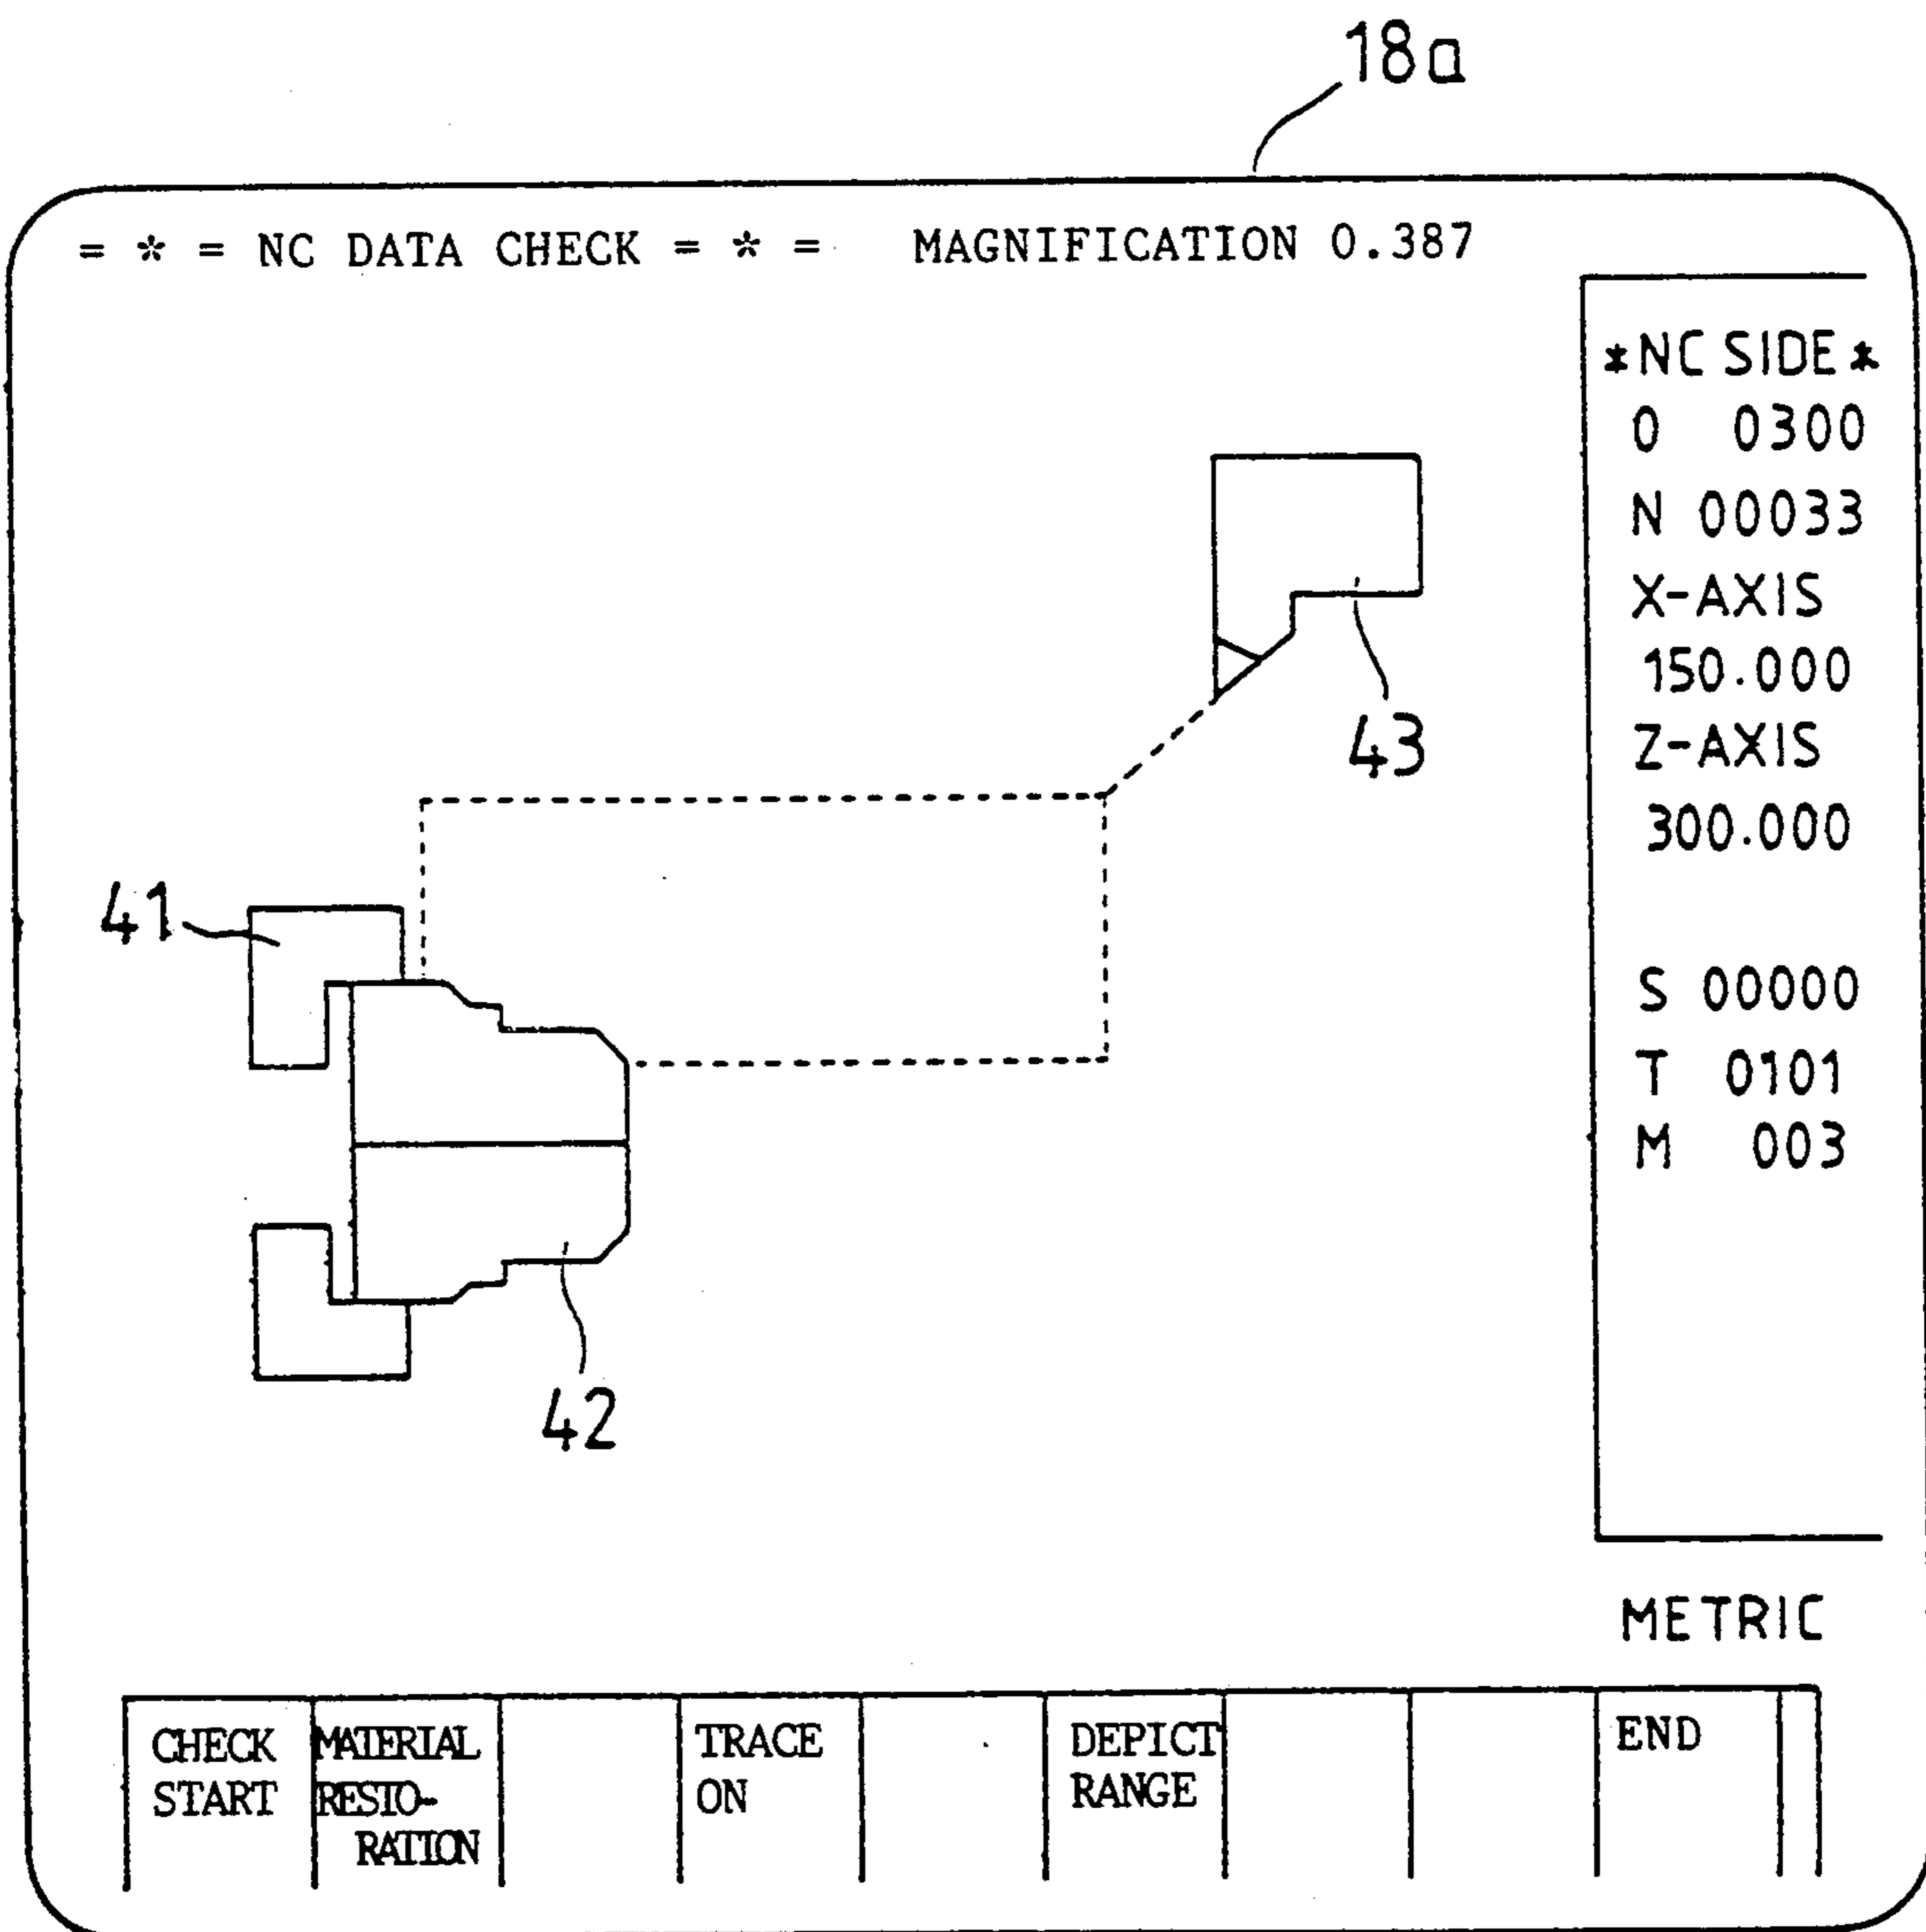 18a
= * = NC DATA CHECK = * = MAGNIFICATION 0.387
*NC SIDE*
O 0300
N 00033
X-AXIS
150.000
Z-AXIS
300.000
S 00000
T 0101
M 003
43
41
42
METRIC
CHECK
START
MATERIAL
RESTO-
RATION
TRACE
ON
DEPICT
RANGE
END